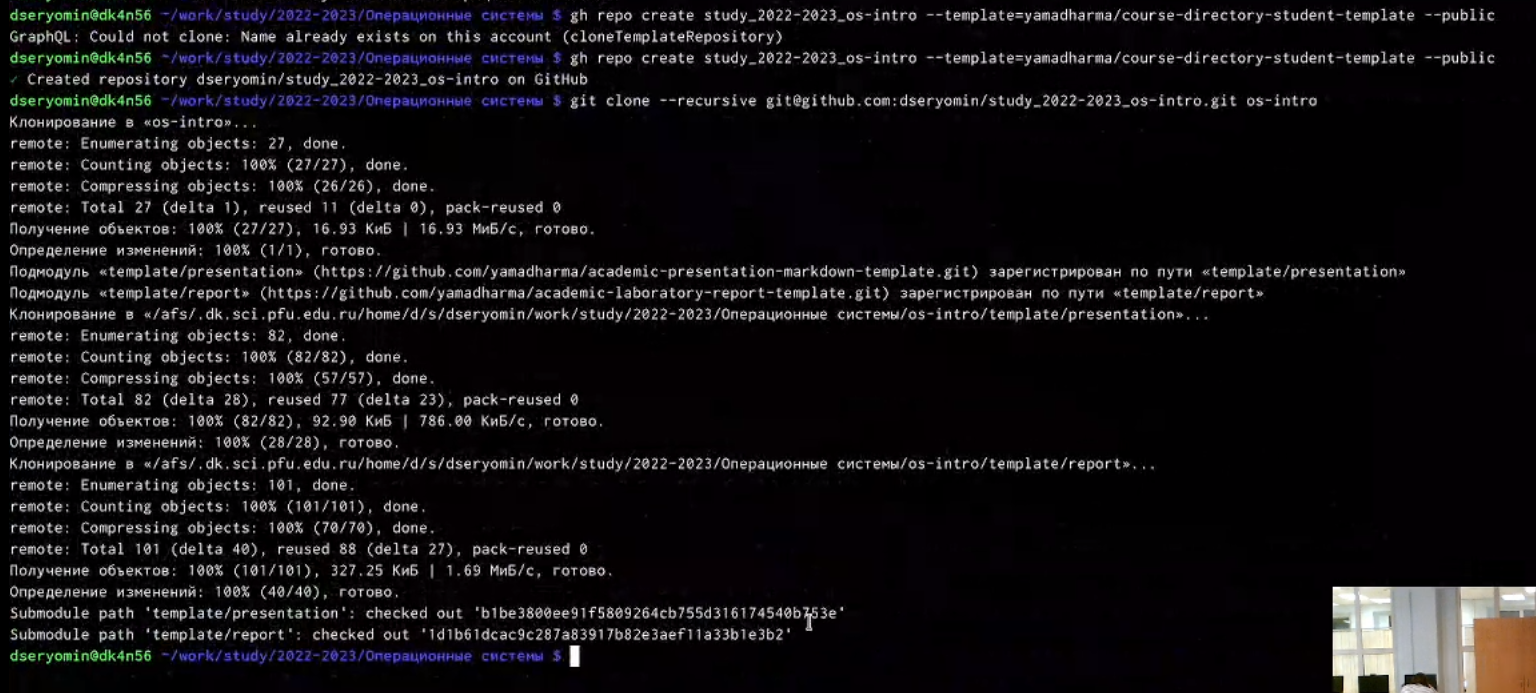 dseryomin@dk4n56 ~/work/study/2022-2023/Операционные системы $ gh repo create study_2022-2023_os-intro --template=yamadharma/course-directory-student-template --public
GraphQL: Could not clone: Name already exists on this account (cloneTemplateRepository)
dseryomin@dk4n56 ~/work/study/2022-2023/Операционные системы $ gh repo create study_2022-2023_os-intro --template=yamadharma/course-directory-student-template --public
✓ Created repository dseryomin/study_2022-2023_os-intro on GitHub
dseryomin@dk4n56 ~/work/study/2022-2023/Операционные системы $ git clone --recursive git@github.com:dseryomin/study_2022-2023_os-intro.git os-intro
Клонирование в «os-intro»...
remote: Enumerating objects: 27, done.
remote: Counting objects: 100% (27/27), done.
remote: Compressing objects: 100% (26/26), done.
remote: Total 27 (delta 1), reused 11 (delta 0), pack-reused 0
Получение объектов: 100% (27/27), 16.93 КиБ | 16.93 МиБ/с, готово.
Определение изменений: 100% (1/1), готово.
Подмодуль «template/presentation» (https://github.com/yamadharma/academic-presentation-markdown-template.git) зарегистрирован по пути «template/presentation»
Подмодуль «template/report» (https://github.com/yamadharma/academic-laboratory-report-template.git) зарегистрирован по пути «template/report»
Клонирование в «/afs/.dk.sci.pfu.edu.ru/home/d/s/dseryomin/work/study/2022-2023/Операционные системы/os-intro/template/presentation»...
remote: Enumerating objects: 82, done.
remote: Counting objects: 100% (82/82), done.
remote: Compressing objects: 100% (57/57), done.
remote: Total 82 (delta 28), reused 77 (delta 23), pack-reused 0
Получение объектов: 100% (82/82), 92.90 КиБ | 786.00 КиБ/с, готово.
Определение изменений: 100% (28/28), готово.
Клонирование в «/afs/.dk.sci.pfu.edu.ru/home/d/s/dseryomin/work/study/2022-2023/Операционные системы/os-intro/template/report»...
remote: Enumerating objects: 101, done.
remote: Counting objects: 100% (101/101), done.
remote: Compressing objects: 100% (70/70), done.
remote: Total 101 (delta 40), reused 88 (delta 27), pack-reused 0
Получение объектов: 100% (101/101), 327.25 КиБ | 1.69 МиБ/с, готово.
Определение изменений: 100% (40/40), готово.
Submodule path 'template/presentation': checked out 'b1be3800ee91f5809264cb755d316174540b753e'
Submodule path 'template/report': checked out '1d1b61dcac9c287a83917b82e3aef11a33b1e3b2'
dseryomin@dk4n56 ~/work/study/2022-2023/Операционные системы $